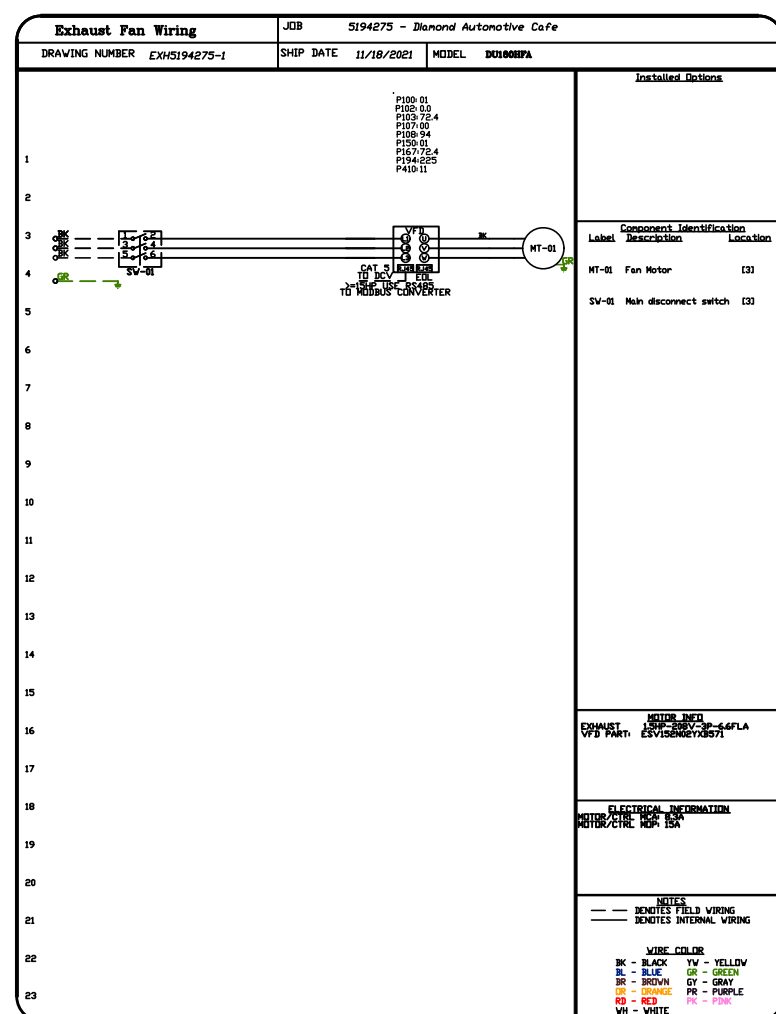 Exhaust Fan Wiring
JOB 5194275 - Diamond Automotive Cafe
DRAWING NUMBER EXH5194275-1
SHIP DATE 11/18/2021
MODEL DU180HFA
Installed Options
P100: 01
P102: 0.0
P103: 72.4
P107: 00
P108: 94
P150: 01
P167: 72.4
P194: 225
P410: 11
1
2
3
4
5
6
7
8
9
10
11
12
13
14
15
16
17
18
19
20
21
22
23
BK
BK
BK
GR
1 2
3 4
5 6
SW-01
VFD
L1 U
L2 V
L3 W
RJ45 RJ45
CAT 5
TO DCV EOL
>=15HP USE RS485
TO MODBUS CONVERTER
BK
MT-01
GR
Component Identification
Label Description Location
MT-01 Fan Motor [3]
SW-01 Main disconnect switch [3]
MOTOR INFO
EXHAUST 1.5HP-208V-3P-6.6FLA
VFD PART: ESV152N02YXB571
ELECTRICAL INFORMATION
MOTOR/CTRL MCA: 8.3A
MOTOR/CTRL MOP: 15A
NOTES
DENOTES FIELD WIRING
DENOTES INTERNAL WIRING
WIRE COLOR
BK - BLACK YW - YELLOW
BL - BLUE GR - GREEN
BR - BROWN GY - GRAY
OR - ORANGE PR - PURPLE
RD - RED PK - PINK
WH - WHITE